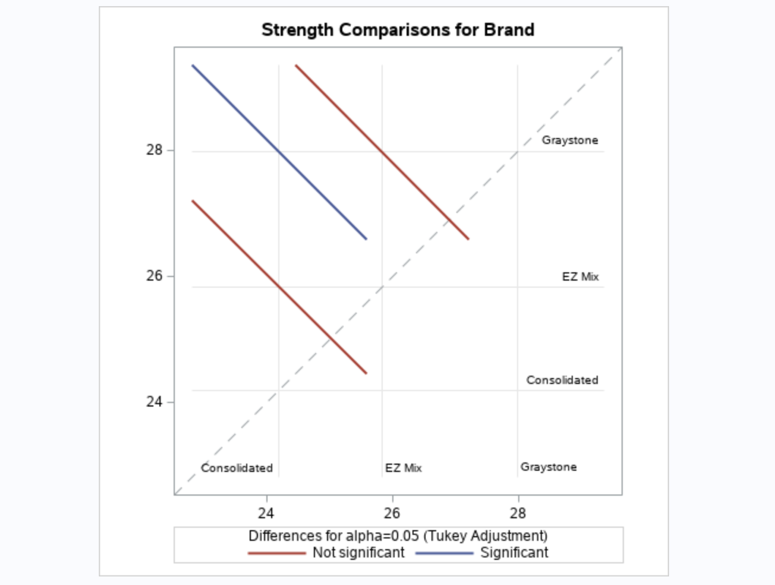 Strength Comparisons for Brand
Graystone
28
26
EZ Mix
Consolidated
24
Consolidated EZ Mix Graystone
24 26 28
Differences for alpha=0.05 (Tukey Adjustment)
Not significant Significant